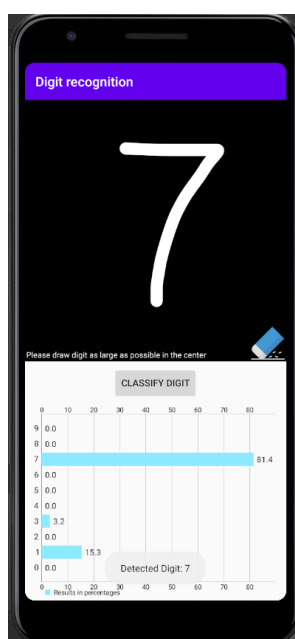 Digit recognition
7
Please draw digit as large as possible in the center
CLASSIFY DIGIT
0 10 20 30 40 50 60 70 80
9 0.0
8 0.0
7 81.4
6 0.0
5 0.0
4 0.0
3 3.2
2 0.0
1 15.3
0 0.0
Detected Digit: 7
0 10 20 30 40 50 60 80
Results in percentages